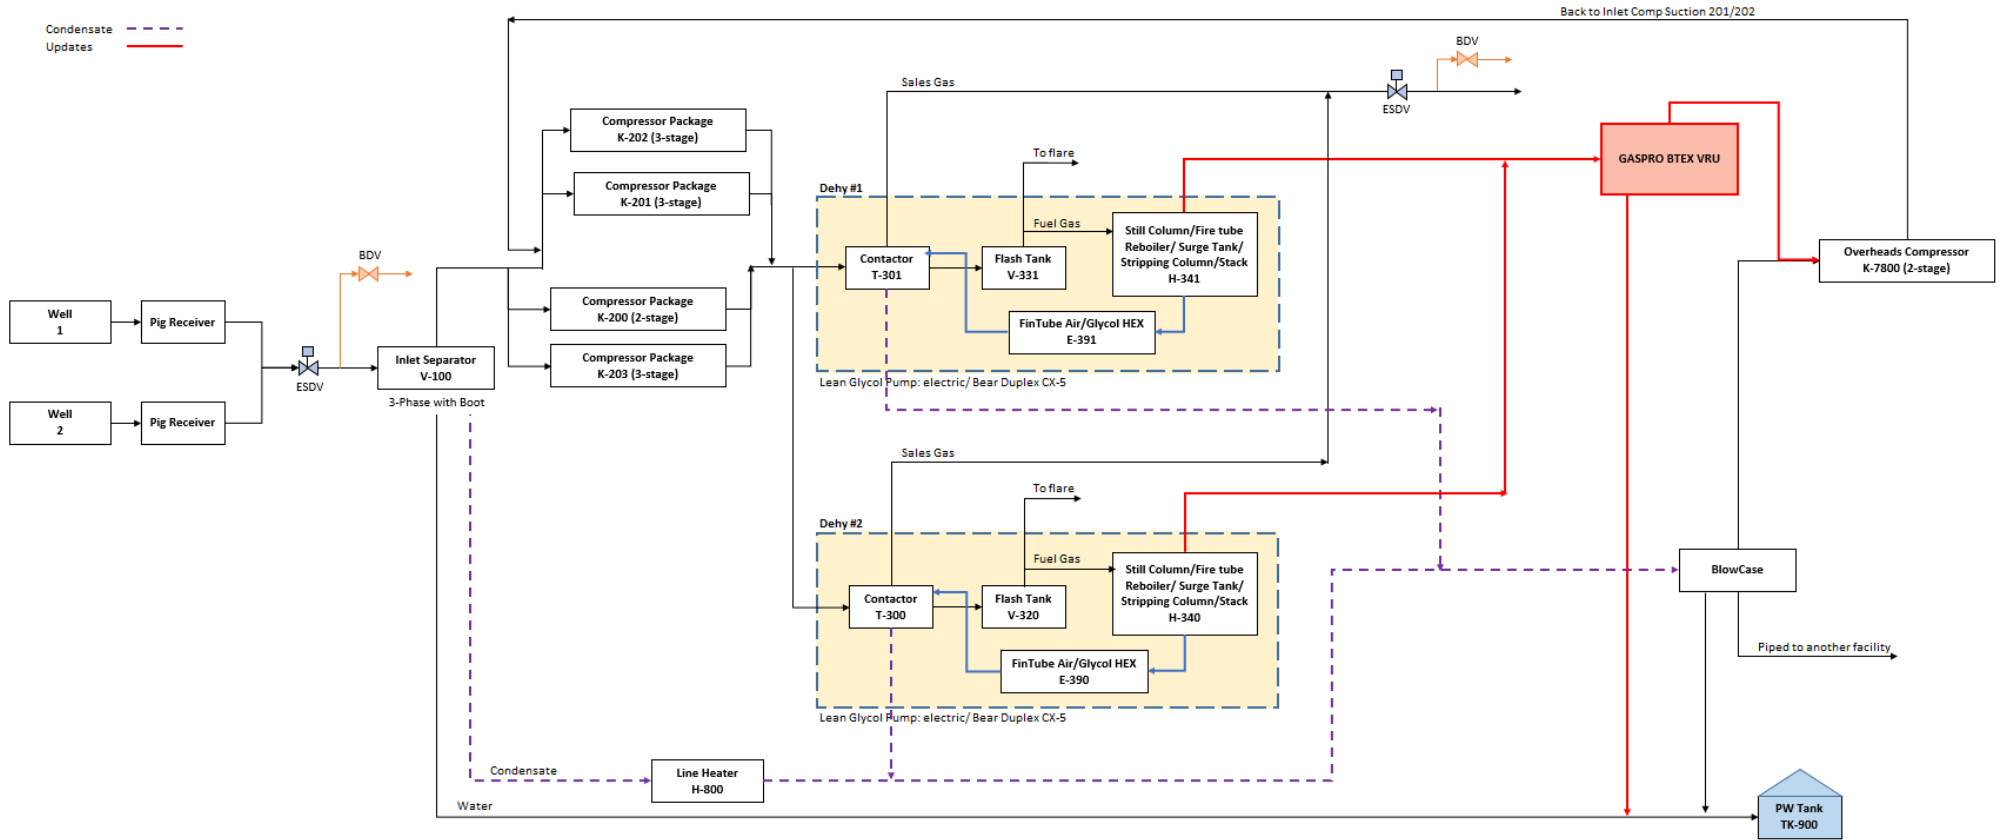 Back to Inlet Comp Suction 201/202
Condensate
Updates
BDV
BDV
Sales Gas
ESDV
Compressor Package
K-202 (3-stage)
Compressor Package
K-201 (3-stage)
To flare
GASPRO BTEX VRU
Dehy #1
Fuel Gas
Still Column/Fire tube
Reboiler/ Surge Tank/
Stripping Column/Stack
H-341
Contactor
T-301
Flash Tank
V-331
Overheads Compressor
K-7800 (2-stage)
Compressor Package
K-200 (2-stage)
FinTube Air/Glycol HEX
E-391
Well
1
Pig Receiver
Inlet Separator
V-100
3-Phase with Boot
ESDV
Compressor Package
K-203 (3-stage)
Lean Glycol Pump: electric/ Bear Duplex CX-5
Well
2
Pig Receiver
Sales Gas
To flare
Dehy #2
Fuel Gas
Still Column/Fire tube
Reboiler/ Surge Tank/
Stripping Column/Stack
H-340
Contactor
T-300
Flash Tank
V-320
BlowCase
FinTube Air/Glycol HEX
E-390
Piped to another facility
Lean Glycol Pump: electric/ Bear Duplex CX-5
Condensate
Line Heater
H-800
Water
PW Tank
TK-900